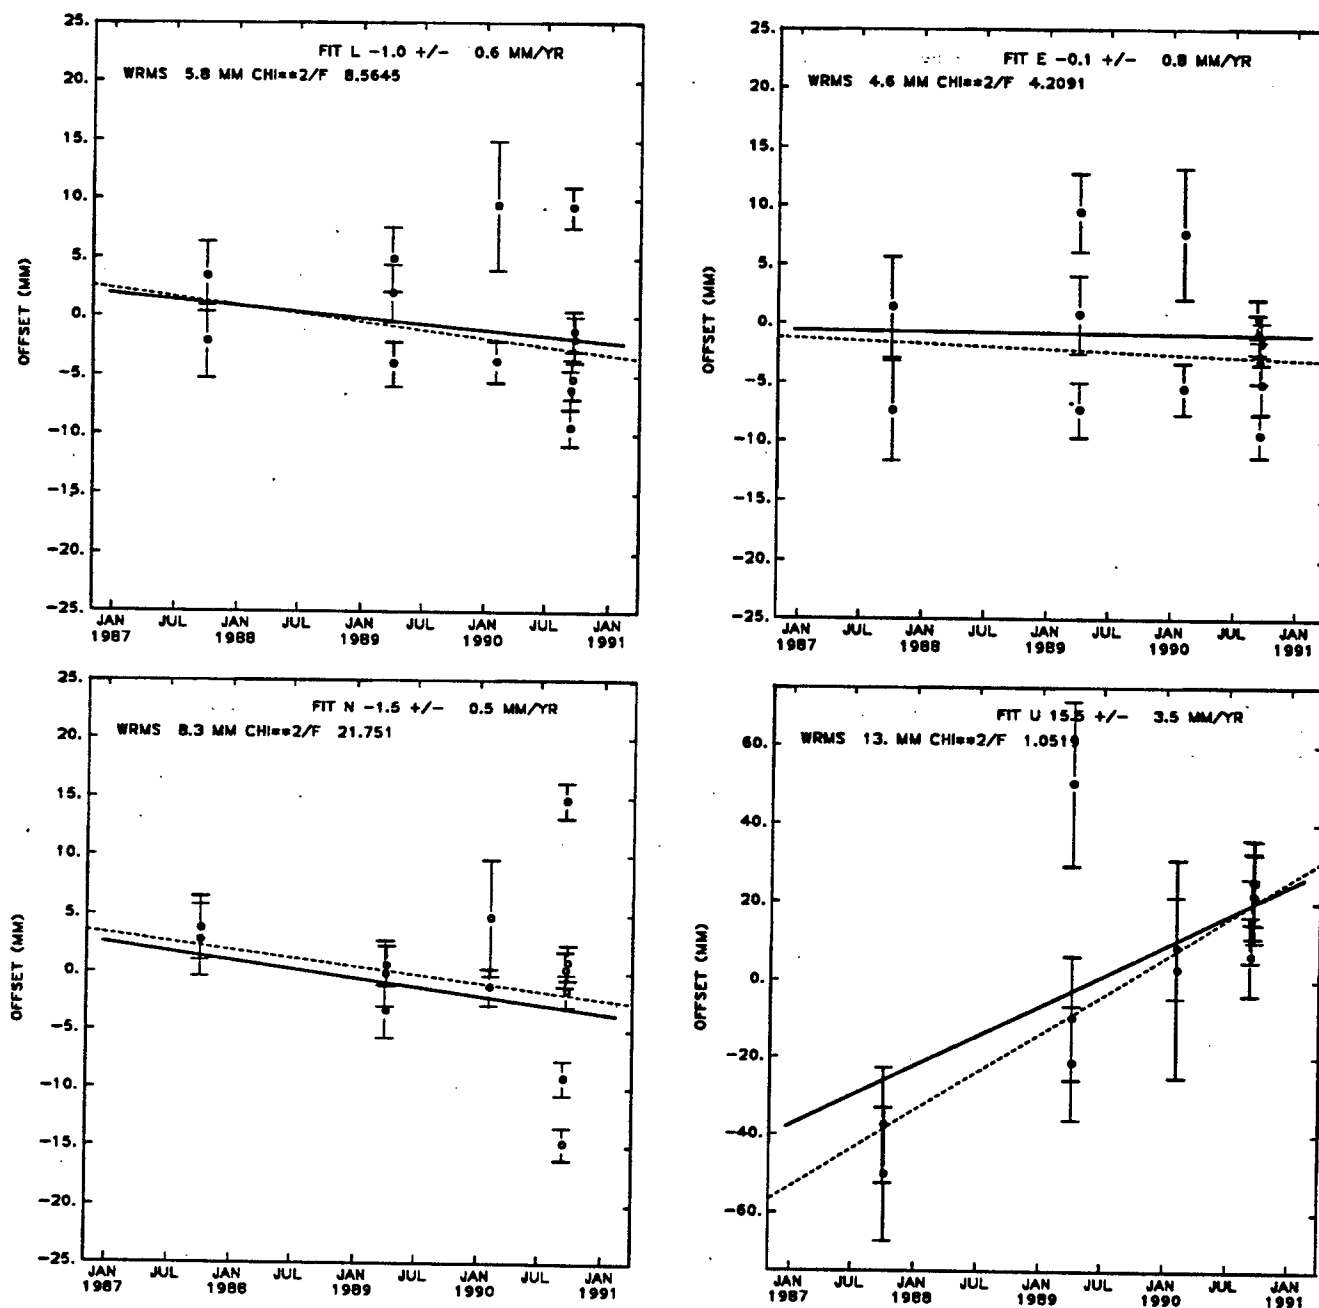 FIT L -1.0 +/- 0.6 MM/YR
WRMS 5.8 MM CHI**2/F 8.5645
25.
20.
15.
10.
5.
0.
-5.
-10.
-15.
-20.
-25.
OFFSET (MM)
JAN JUL JAN JUL JAN JUL JAN JUL JAN
1987 1988 1989 1990 1991
FIT E -0.1 +/- 0.8 MM/YR
WRMS 4.6 MM CHI**2/F 4.2091
25.
20.
15.
10.
5.
0.
-5.
-10.
-15.
-20.
-25.
OFFSET (MM)
JAN JUL JAN JUL JAN JUL JAN JUL JAN
1987 1988 1989 1990 1991
FIT N -1.5 +/- 0.5 MM/YR
WRMS 8.3 MM CHI**2/F 21.751
25.
20.
15.
10.
5.
0.
-5.
-10.
-15.
-20.
-25.
OFFSET (MM)
JAN JUL JAN JUL JAN JUL JAN JUL JAN
1987 1988 1989 1990 1991
FIT U 15.5 +/- 3.5 MM/YR
WRMS 13. MM CHI**2/F 1.0519
60.
40.
20.
0.
-20.
-40.
-60.
OFFSET (MM)
JAN JUL JAN JUL JAN JUL JAN JUL JAN
1987 1988 1989 1990 1991